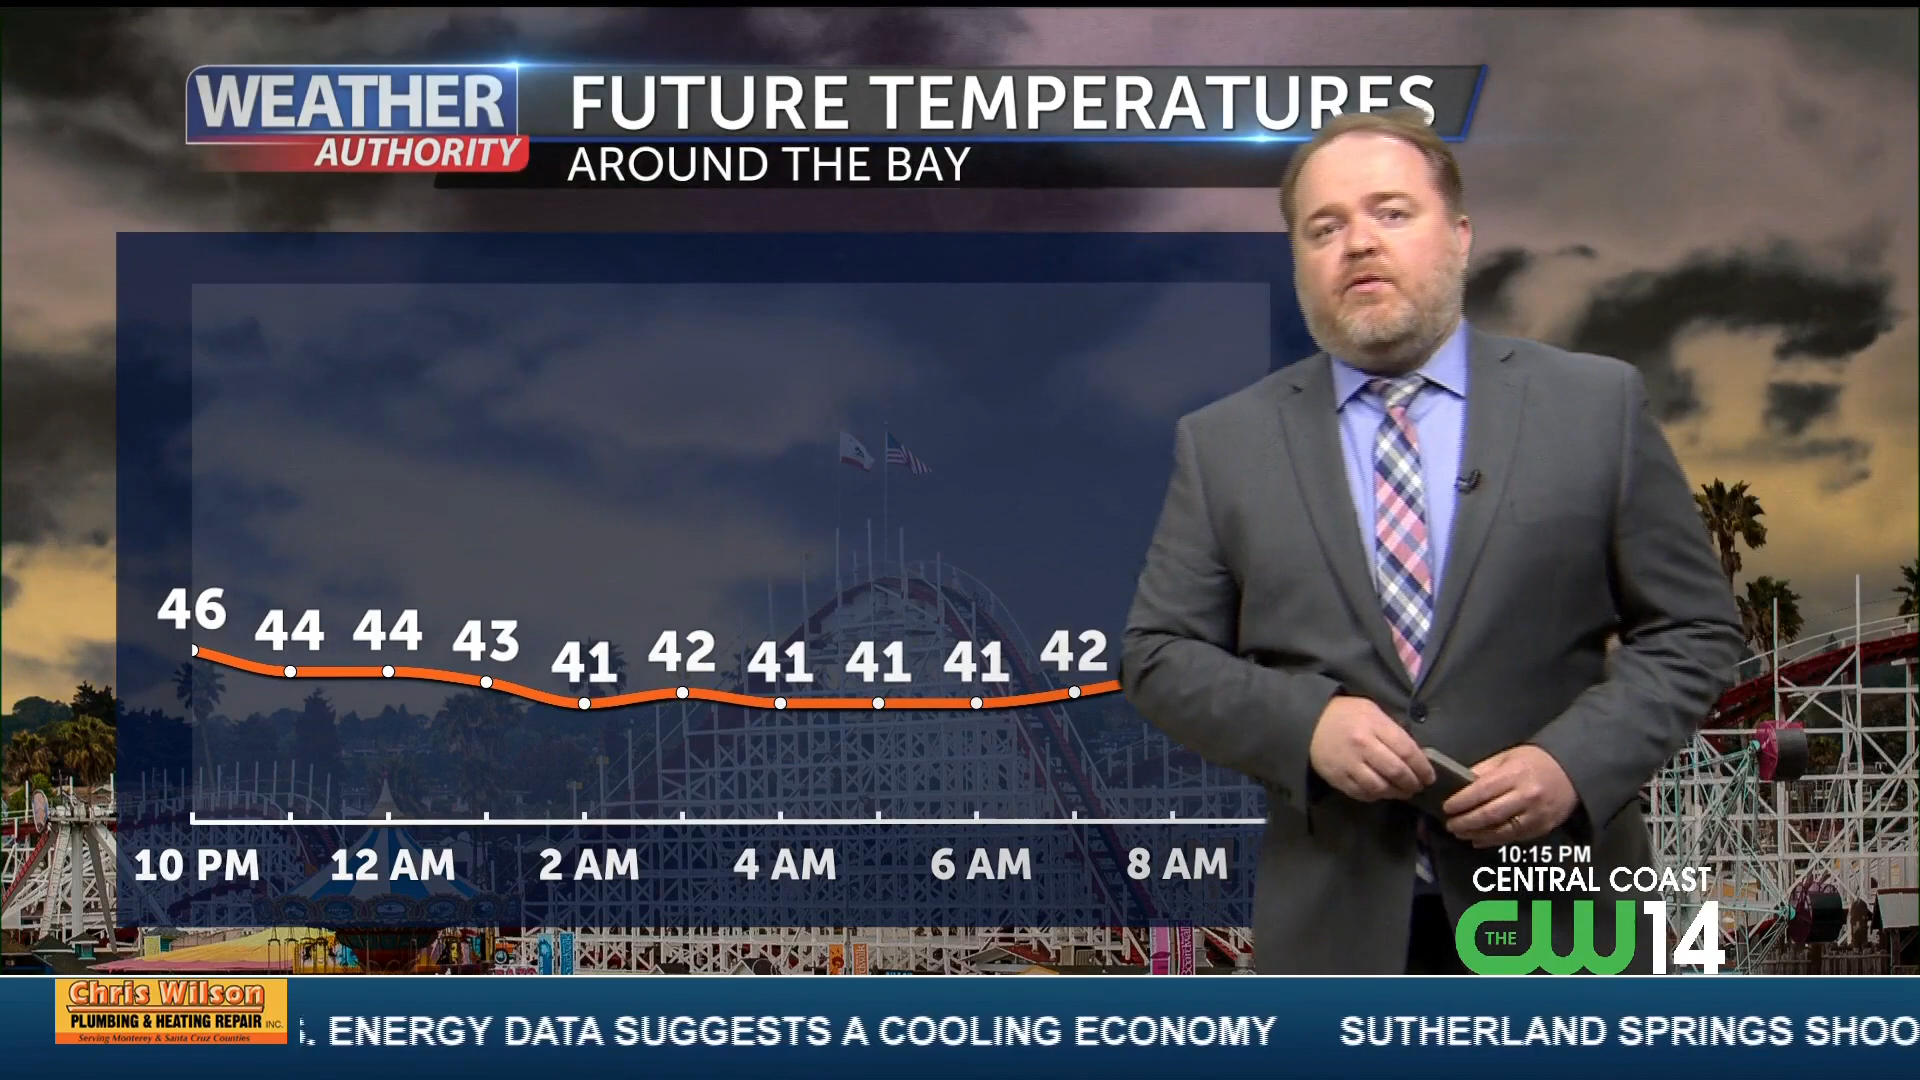 WEATHER
AUTHORITY
FUTURE TEMPERATURES
AROUND THE BAY
46 44 44 43 41 42 41 41 41 42
10 PM 12 AM 2 AM 4 AM 6 AM 8 AM
10:15 PM
CENTRAL COAST
THE CW 14
Chris Wilson
PLUMBING & HEATING REPAIR INC.
Serving Monterey & Santa Cruz Counties
. ENERGY DATA SUGGESTS A COOLING ECONOMY SUTHERLAND SPRINGS SHOO